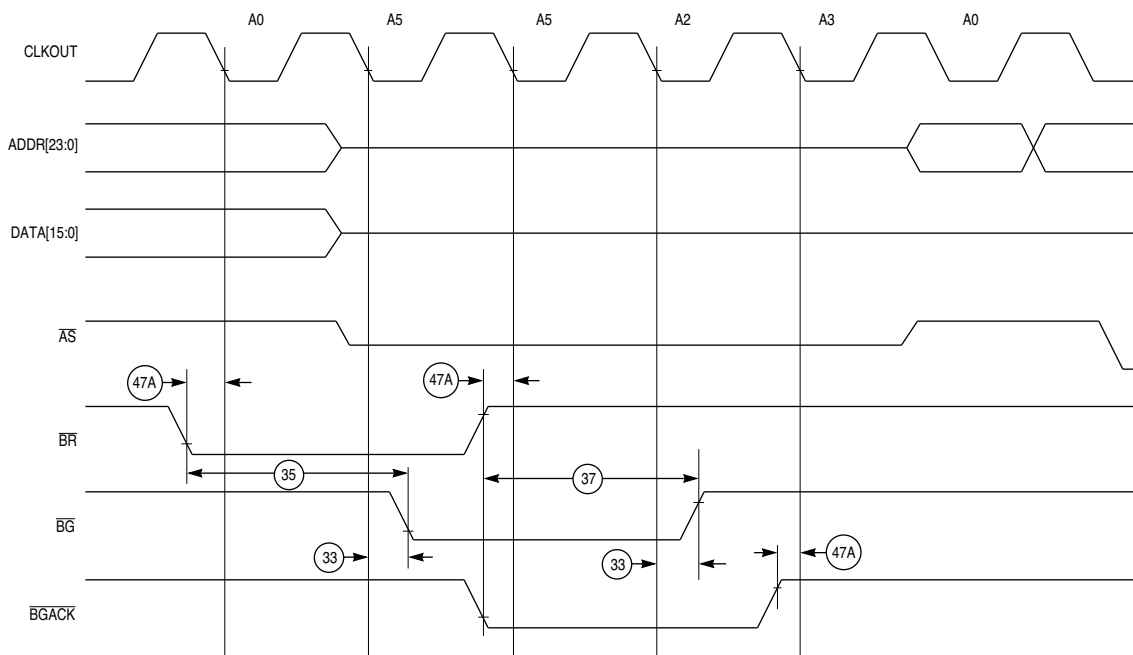 A0 A5 A5 A2 A3 A0
CLKOUT
ADDR[23:0]
DATA[15:0]
AS
47A 47A
BR
35 37
BG
33 33 47A
BGACK